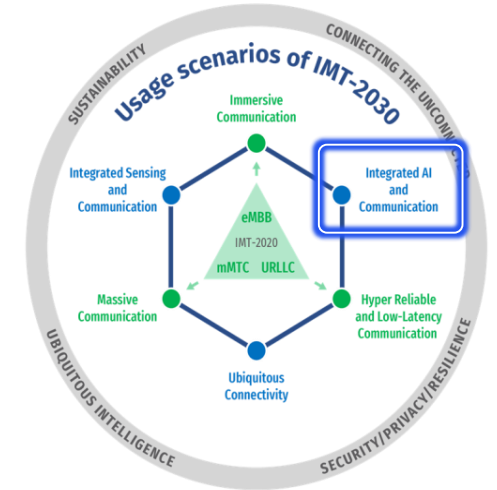 SUSTAINABILITY
CONNECTING THE UNCONNECTED
Usage scenarios of IMT-2030
Immersive
Communication
Integrated Sensing
and
Communication
Integrated AI
and
Communication
eMBB
IMT-2020
mMTC URLLC
Massive
Communication
Hyper Reliable
and Low-Latency
Communication
Ubiquitous
Connectivity
UBIQUITOUS INTELLIGENCE
SECURITY/PRIVACY/RESILIENCE